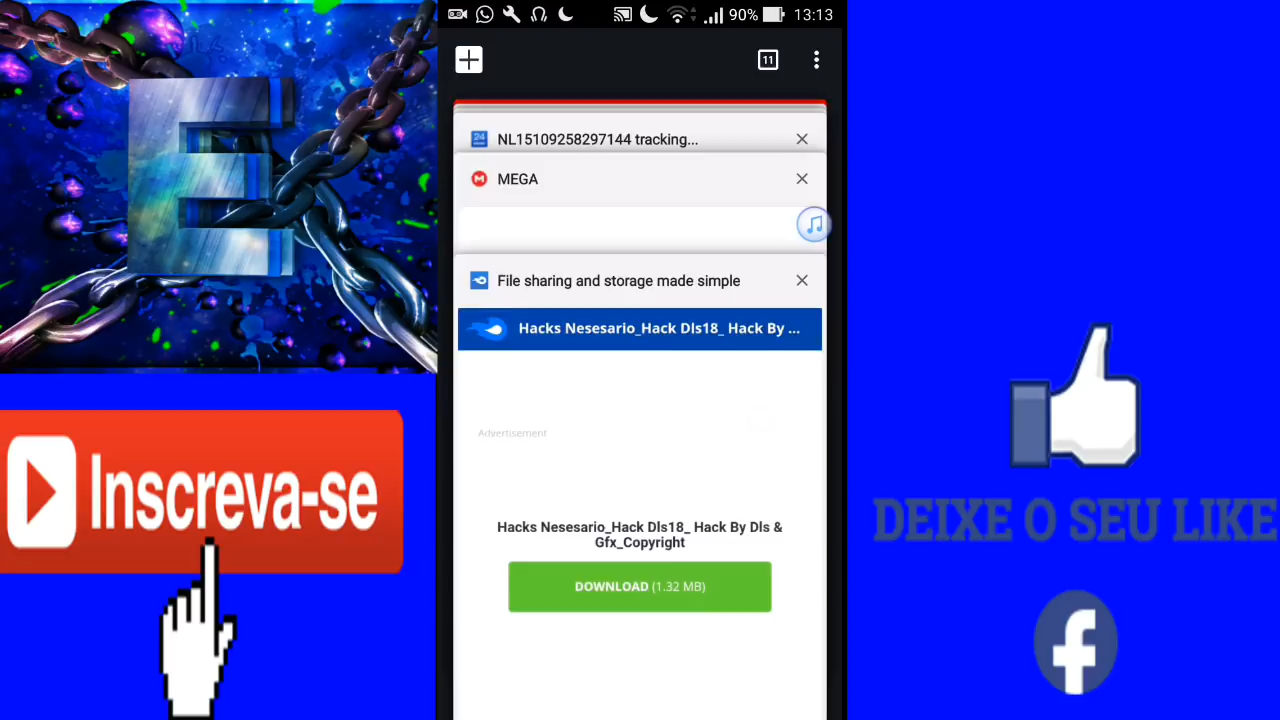 90% 13:13
11
NL15109258297144 tracking...
MEGA
File sharing and storage made simple
Hacks Nesesario_Hack Dls18_ Hack By ...
Advertisement
Hacks Nesesario_Hack Dls18_ Hack By Dls &
Gfx_Copyright
DOWNLOAD (1.32 MB)
E
Inscreva-se
DEIXE O SEU LIKE